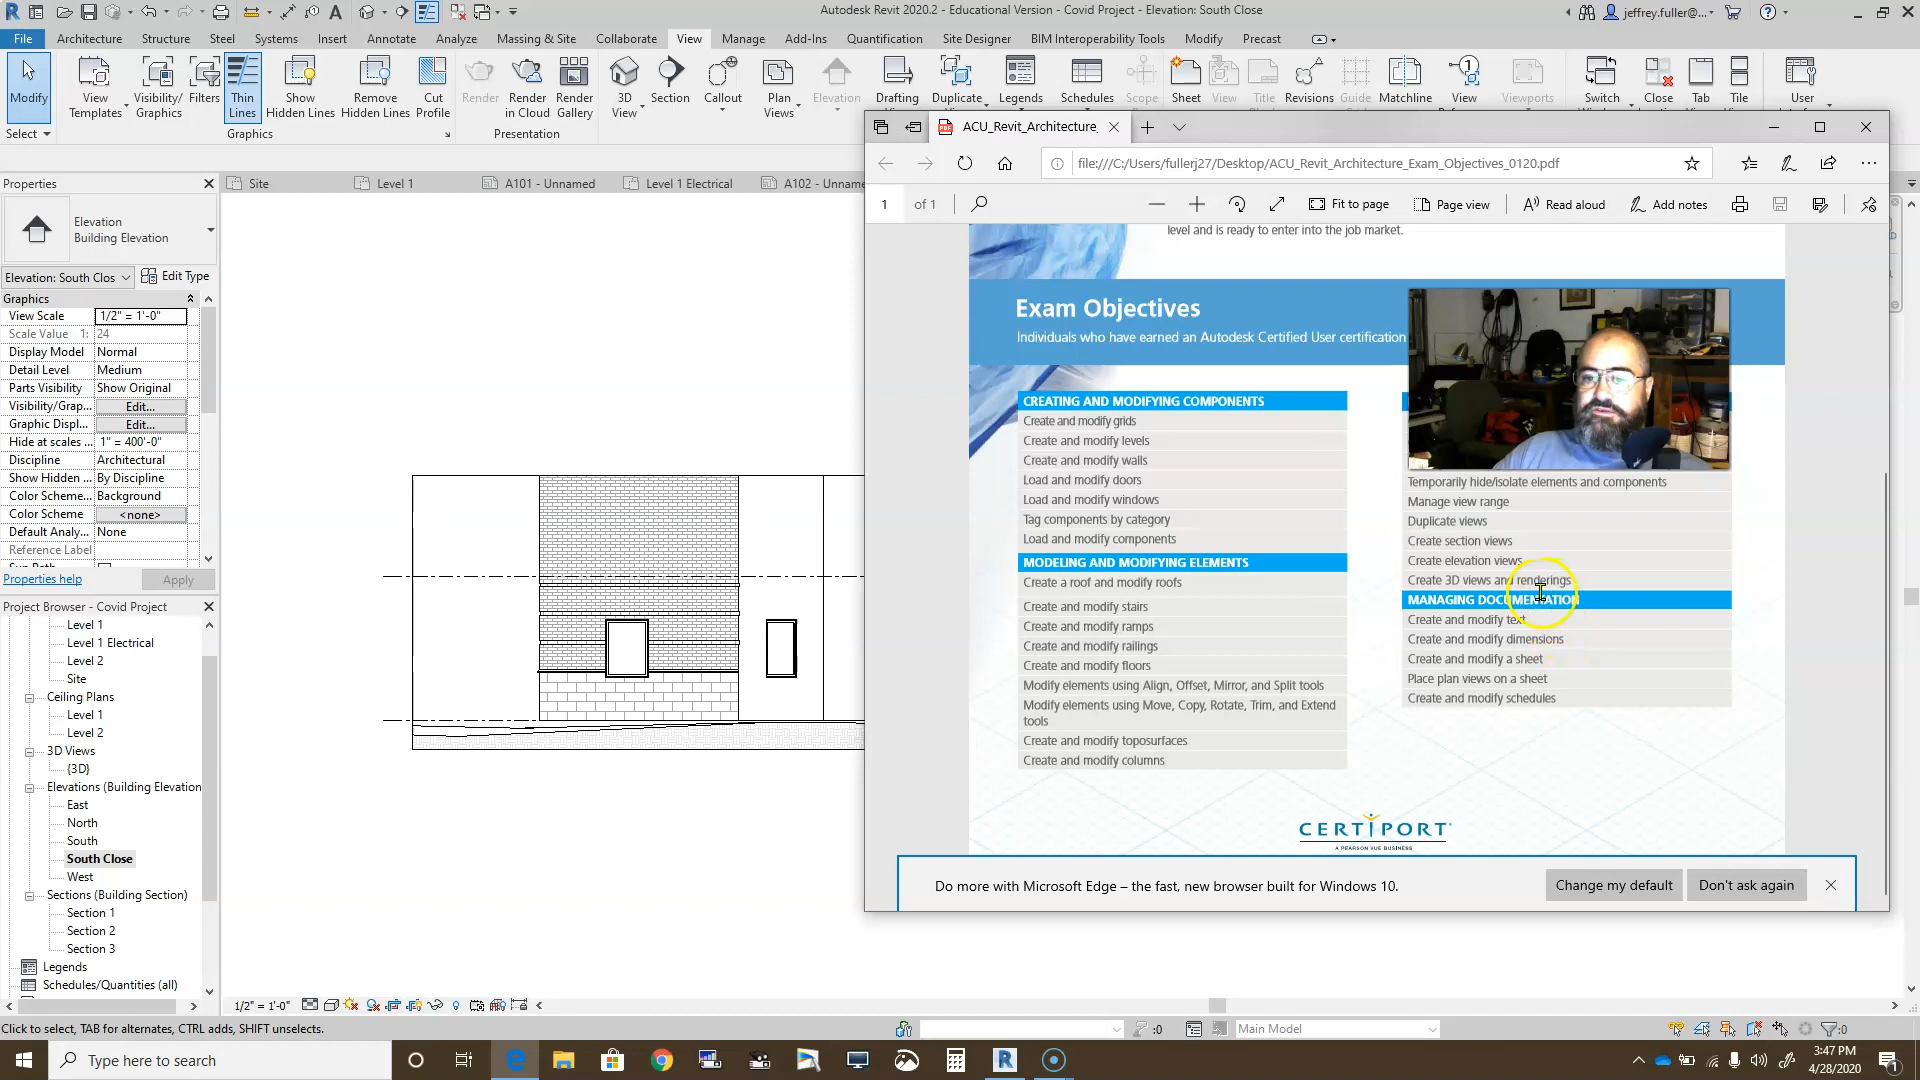 Autodesk Revit 2020.2 - Educational Version - Covid Project - Elevation: South Close
jeffrey.fuller@...
File Architecture Structure Steel Systems Insert Annotate Analyze Massing & Site Collaborate View Manage Add-Ins Quantification Site Designer BIM Interoperability Tools Modify Precast
Modify
View Templates
Visibility/ Graphics
Filters
Thin Lines
Show Hidden Lines
Remove Hidden Lines
Cut Profile
Render
Render in Cloud
Render Gallery
3D View
Section
Callout
Plan Views
Elevation
Drafting
Duplicate
Legends
Schedules
Scope
Sheet
View
Title
Revisions
Guide
Matchline
View
Viewports
Switch
Close
Tab
Tile
User
Select
Graphics
Presentation
Properties
Site
Level 1
A101 - Unnamed
Level 1 Electrical
A102 - Unname
Elevation
Building Elevation
Elevation: South Clos
Edit Type
Graphics
View Scale 1/2" = 1'-0"
Scale Value 1: 24
Display Model Normal
Detail Level Medium
Parts Visibility Show Original
Visibility/Grap... Edit...
Graphic Displ... Edit...
Hide at scales ... 1" = 400'-0"
Discipline Architectural
Show Hidden ... By Discipline
Color Scheme... Background
Color Scheme <none>
Default Analy... None
Reference Label
Properties help
Apply
Project Browser - Covid Project
Level 1
Level 1 Electrical
Level 2
Site
Ceiling Plans
Level 1
Level 2
3D Views
{3D}
Elevations (Building Elevation
East
North
South
South Close
West
Sections (Building Section)
Section 1
Section 2
Section 3
Legends
Schedules/Quantities (all)
ACU_Revit_Architecture_
file:///C:/Users/fullerj27/Desktop/ACU_Revit_Architecture_Exam_Objectives_0120.pdf
1 of 1
Fit to page
Page view
Read aloud
Add notes
level and is ready to enter into the job market.
Exam Objectives
Individuals who have earned an Autodesk Certified User certification
CREATING AND MODIFYING COMPONENTS
Create and modify grids
Create and modify levels
Create and modify walls
Load and modify doors
Load and modify windows
Tag components by category
Load and modify components
MODELING AND MODIFYING ELEMENTS
Create a roof and modify roofs
Create and modify stairs
Create and modify ramps
Create and modify railings
Create and modify floors
Modify elements using Align, Offset, Mirror, and Split tools
Modify elements using Move, Copy, Rotate, Trim, and Extend
tools
Create and modify toposurfaces
Create and modify columns
Temporarily hide/isolate elements and components
Manage view range
Duplicate views
Create section views
Create elevation views
Create 3D views and renderings
MANAGING DOCUMENTATION
Create and modify text
Create and modify dimensions
Create and modify a sheet
Place plan views on a sheet
Create and modify schedules
CERTIPORT
A PEARSON VUE BUSINESS
Do more with Microsoft Edge – the fast, new browser built for Windows 10.
Change my default
Don't ask again
1/2" = 1'-0"
Click to select, TAB for alternates, CTRL adds, SHIFT unselects.
:0
Main Model
:0
Type here to search
3:47 PM
4/28/2020